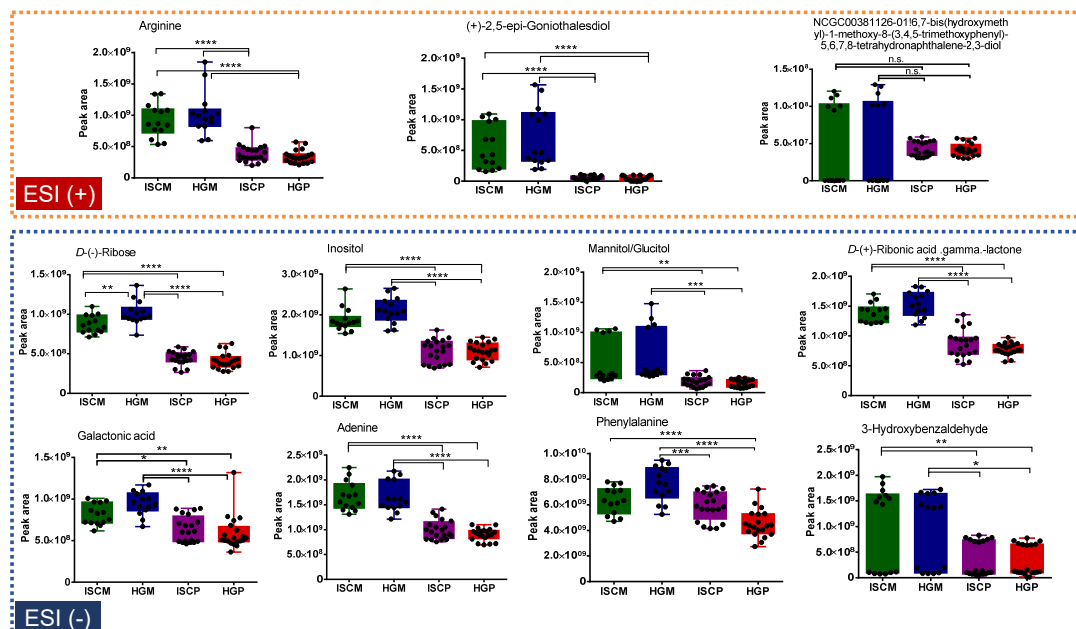 Arginine
****
****
2.0×10⁹
1.5×10⁹
1.0×10⁹
5.0×10⁸
0
Peak area
ISCM HGM ISCP HGP
(+)-2,5-epi-Goniothalesdiol
****
****
2.0×10⁹
1.5×10⁹
1.0×10⁹
5.0×10⁸
0
Peak area
ISCM HGM ISCP HGP
NCGC00381126-01!6,7-bis(hydroxymeth
yl)-1-methoxy-8-(3,4,5-trimethoxyphenyl)-
5,6,7,8-tetrahydronaphthalene-2,3-diol
n.s.
n.s.
1.5×10⁸
1.0×10⁸
5.0×10⁷
0
Peak area
ISCM HGM ISCP HGP
ESI (+)
D-(-)-Ribose
****
** ****
1.5×10⁹
1.0×10⁹
5.0×10⁸
0
Peak area
ISCM HGM ISCP HGP
Inositol
****
****
3.0×10⁹
2.0×10⁹
1.0×10⁹
0
Peak area
ISCM HGM ISCP HGP
Mannitol/Glucitol
**
***
2.0×10⁹
1.5×10⁹
1.0×10⁹
5.0×10⁸
0
Peak area
ISCM HGM ISCP HGP
D-(+)-Ribonic acid .gamma.-lactone
****
****
2.0×10⁹
1.5×10⁹
1.0×10⁹
5.0×10⁸
0
Peak area
ISCM HGM ISCP HGP
Galactonic acid
**
*
****
1.5×10⁹
1.0×10⁹
5.0×10⁸
0
Peak area
ISCM HGM ISCP HGP
Adenine
****
****
2.5×10⁹
2.0×10⁹
1.5×10⁹
1.0×10⁹
5.0×10⁸
0
Peak area
ISCM HGM ISCP HGP
Phenylalanine
****
****
***
1.0×10¹⁰
8.0×10⁰⁹
6.0×10⁰⁹
4.0×10⁰⁹
2.0×10⁰⁹
0
Peak area
ISCM HGM ISCP HGP
3-Hydroxybenzaldehyde
**
*
2.5×10⁹
2.0×10⁹
1.5×10⁹
1.0×10⁹
5.0×10⁸
0
Peak area
ISCM HGM ISCP HGP
ESI (-)